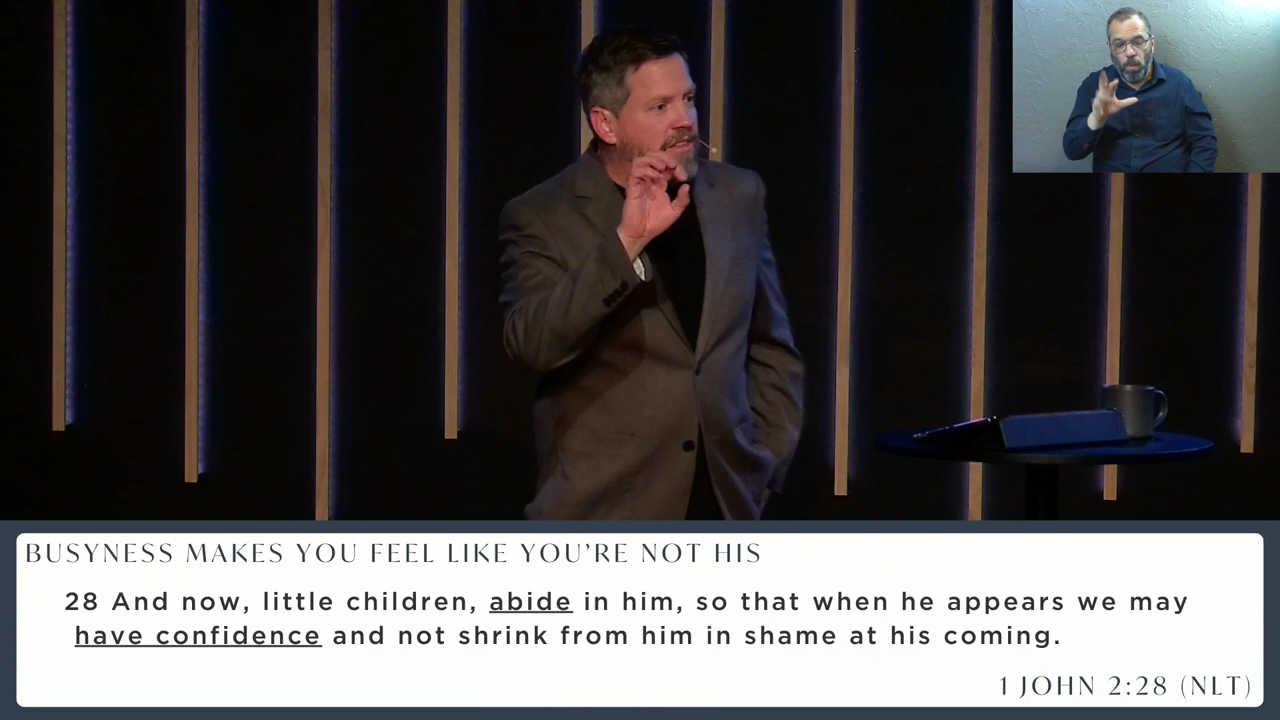 BUSYNESS MAKES YOU FEEL LIKE YOU’RE NOT HIS
28 And now, little children, abide in him, so that when he appears we may
have confidence and not shrink from him in shame at his coming.
1 JOHN 2:28 (NLT)